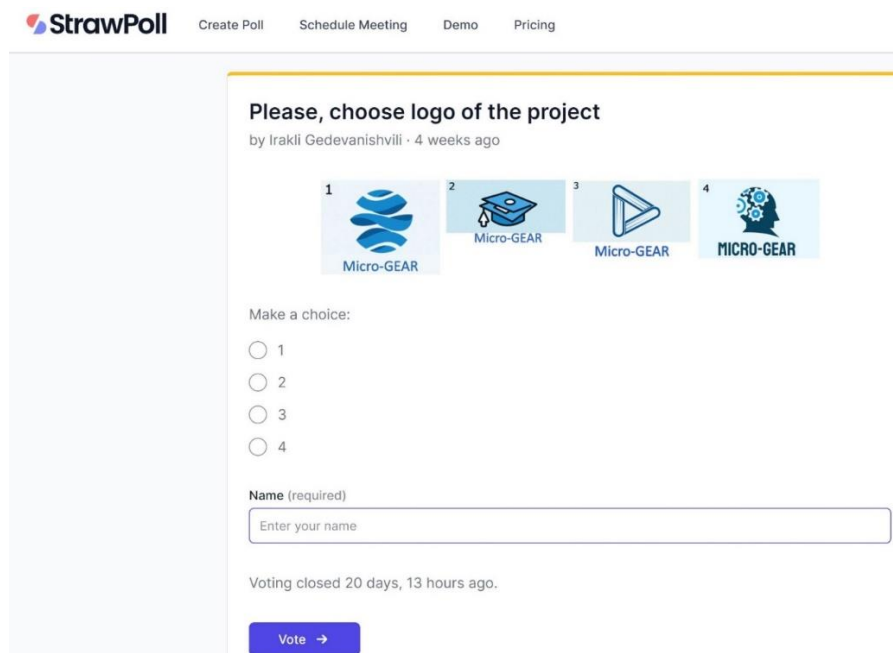 StrawPoll Create Poll Schedule Meeting Demo Pricing
Please, choose logo of the project
by Irakli Gedevanishvili · 4 weeks ago
1 2 3 4
Micro-GEAR Micro-GEAR Micro-GEAR MICRO-GEAR
Make a choice:
1
2
3
4
Name (required)
Enter your name
Voting closed 20 days, 13 hours ago.
Vote →